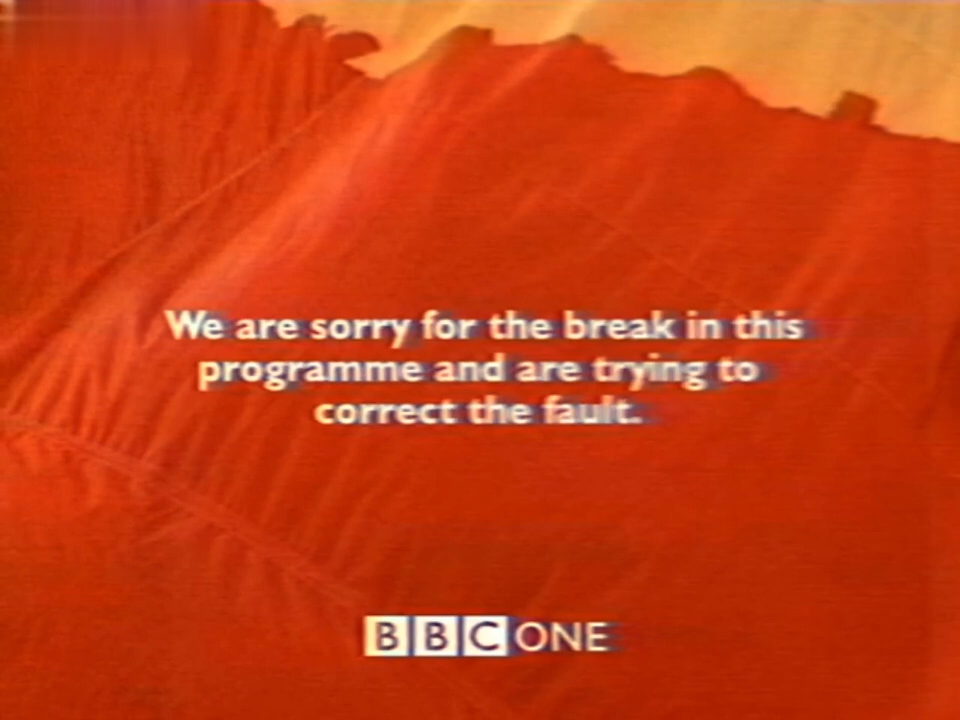 We are sorry for the break in this
programme and are trying to
correct the fault.
BBC ONE